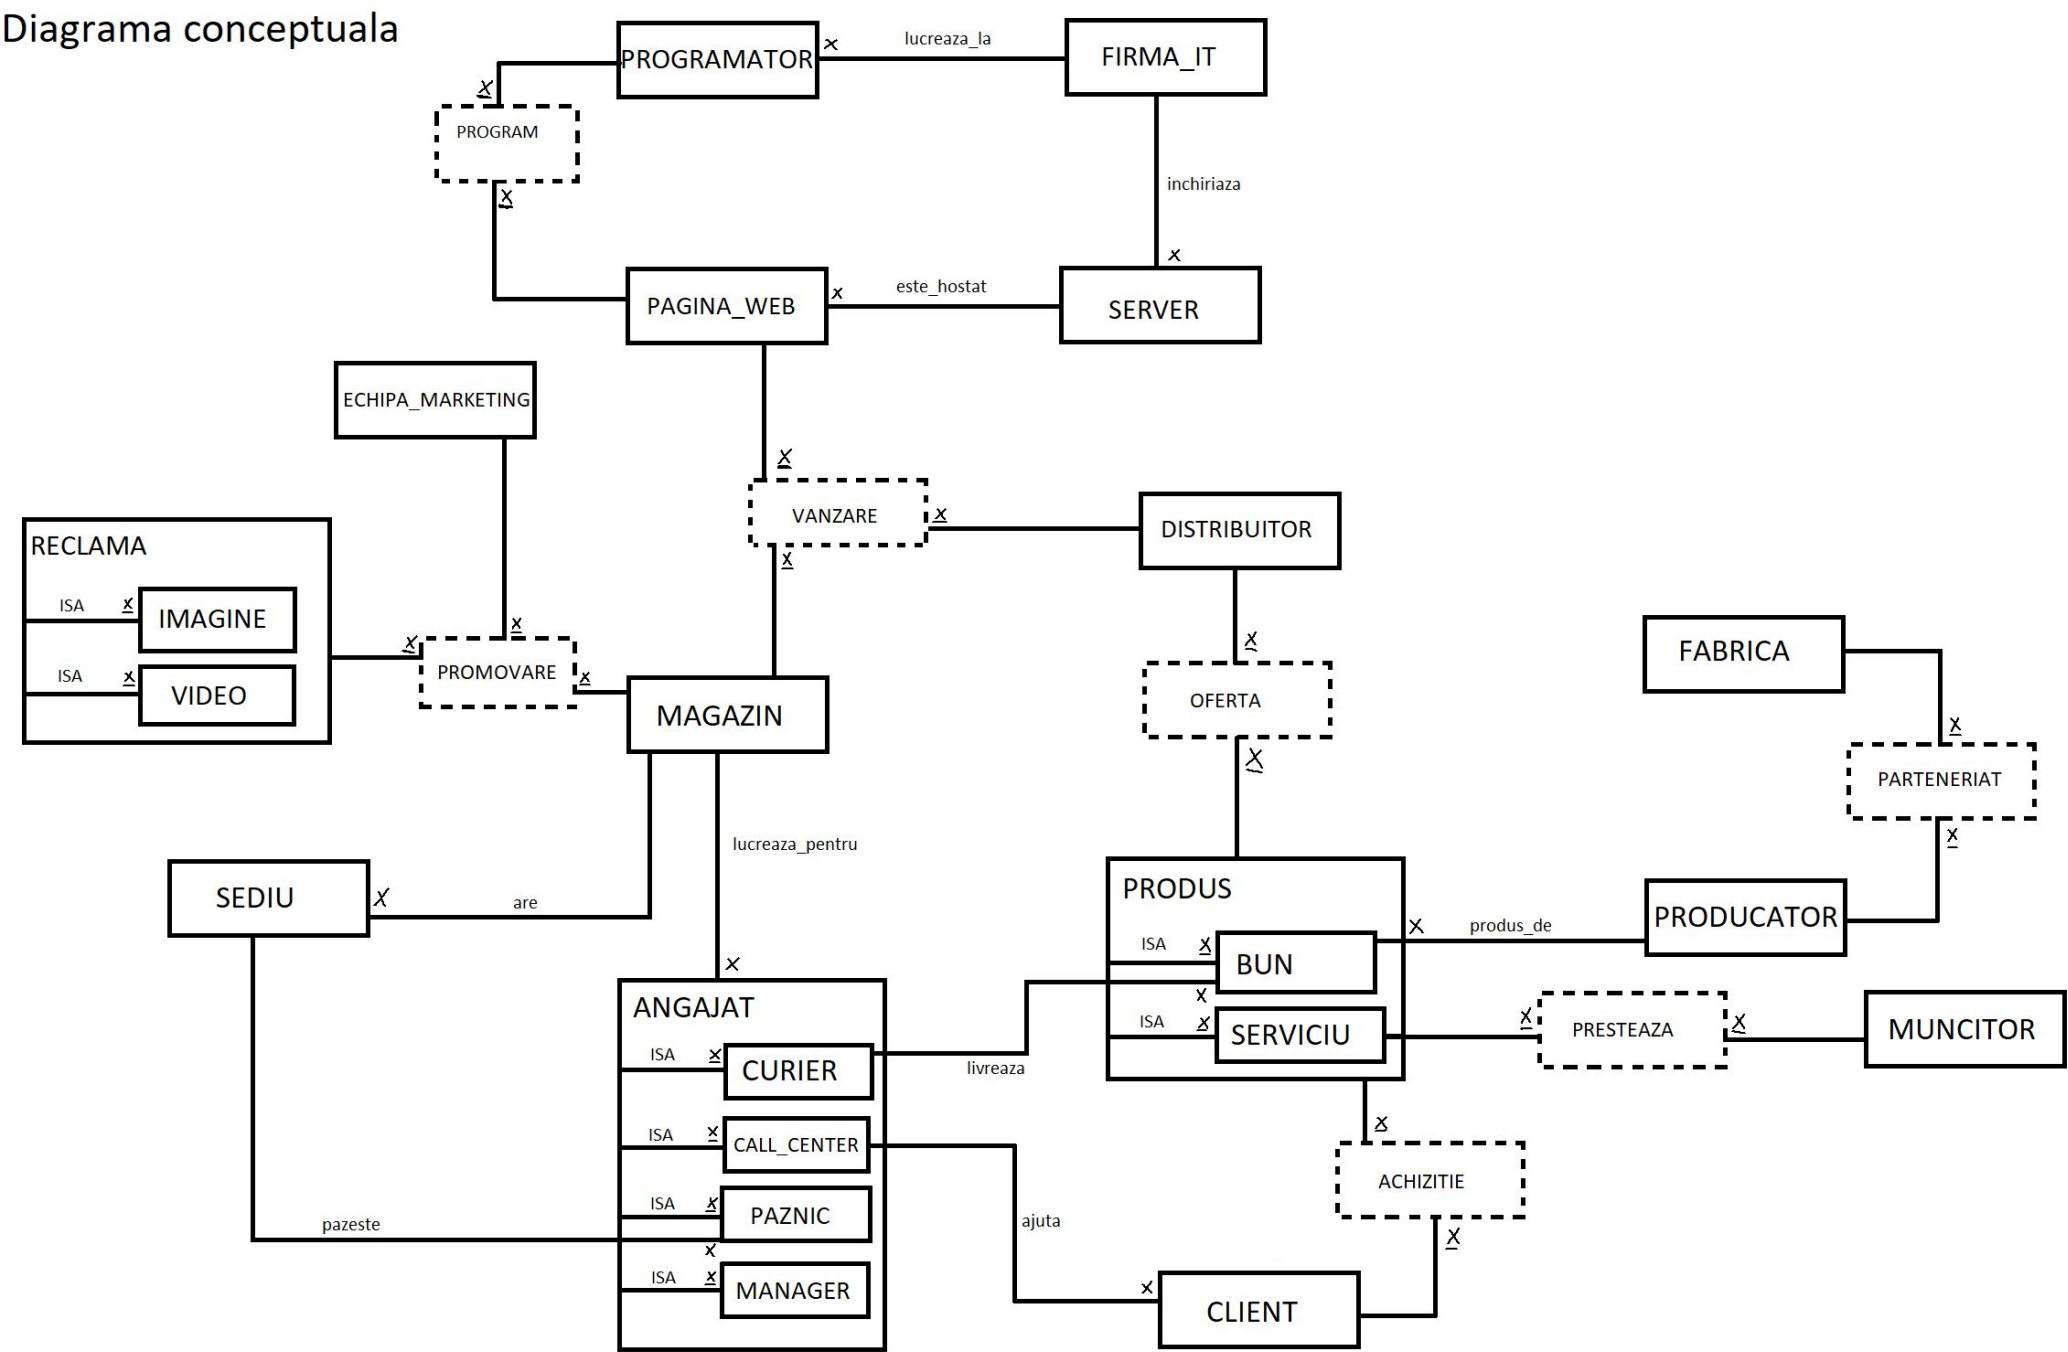 Diagrama conceptuala
PROGRAMATOR
x
lucreaza_la
FIRMA_IT
x
PROGRAM
x
inchiriaza
x
PAGINA_WEB
x
este_hostat
SERVER
ECHIPA_MARKETING
x
VANZARE
x
DISTRIBUITOR
x
RECLAMA
ISA
x
IMAGINE
ISA
x
VIDEO
x
x
PROMOVARE
x
MAGAZIN
x
OFERTA
x
FABRICA
x
PARTENERIAT
x
lucreaza_pentru
SEDIU
x
are
x
PRODUS
ISA
x
BUN
x
x
produs_de
PRODUCATOR
ISA
x
SERVICIU
x
PRESTEAZA
x
MUNCITOR
ANGAJAT
ISA
x
CURIER
livreaza
ISA
x
CALL_CENTER
x
ACHIZITIE
x
ISA
x
PAZNIC
pazeste
x
ajuta
ISA
x
MANAGER
x
CLIENT